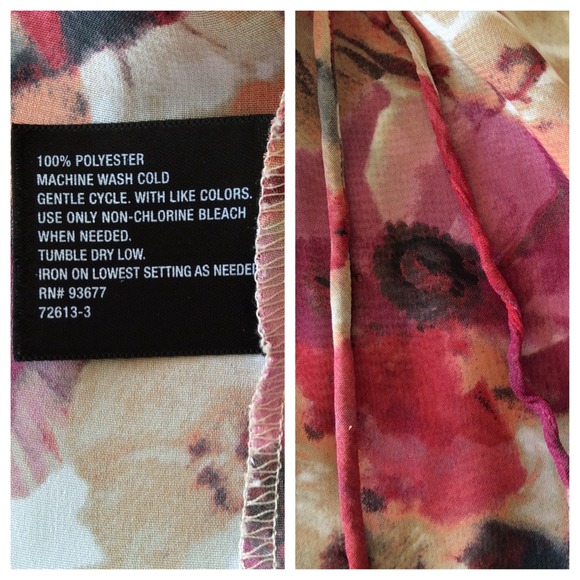 100% POLYESTER
MACHINE WASH COLD
GENTLE CYCLE. WITH LIKE COLORS.
USE ONLY NON-CHLORINE BLEACH
WHEN NEEDED.
TUMBLE DRY LOW.
IRON ON LOWEST SETTING AS NEEDED
RN# 93677
72613-3